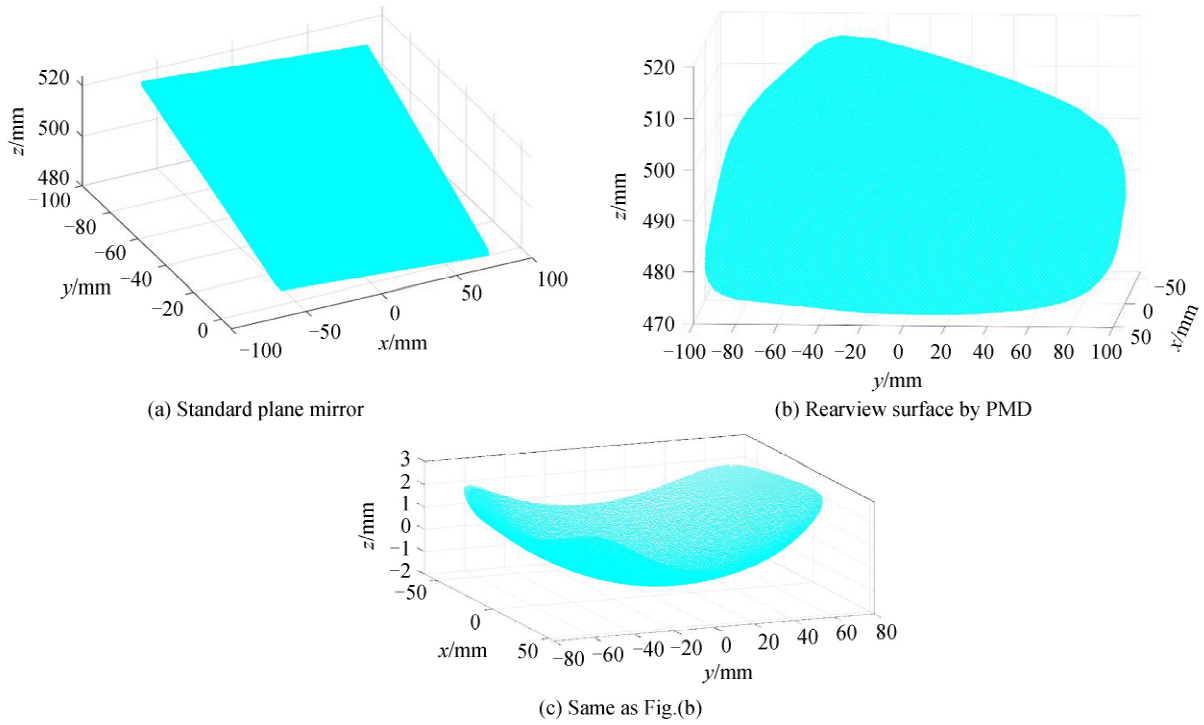 520
500
480
z/mm
−100
−80
−60
−40
−20
0
y/mm
−100
−50
0
50
100
x/mm
(a) Standard plane mirror
520
510
500
490
480
470
z/mm
−100 −80 −60 −40 −20 0 20 40 60 80 100
y/mm
−50
0
50
x/mm
(b) Rearview surface by PMD
3
2
1
0
−1
−2
z/mm
−50
0
50
x/mm
−80 −60 −40 −20 0 20 40 60 80
y/mm
(c) Same as Fig.(b)